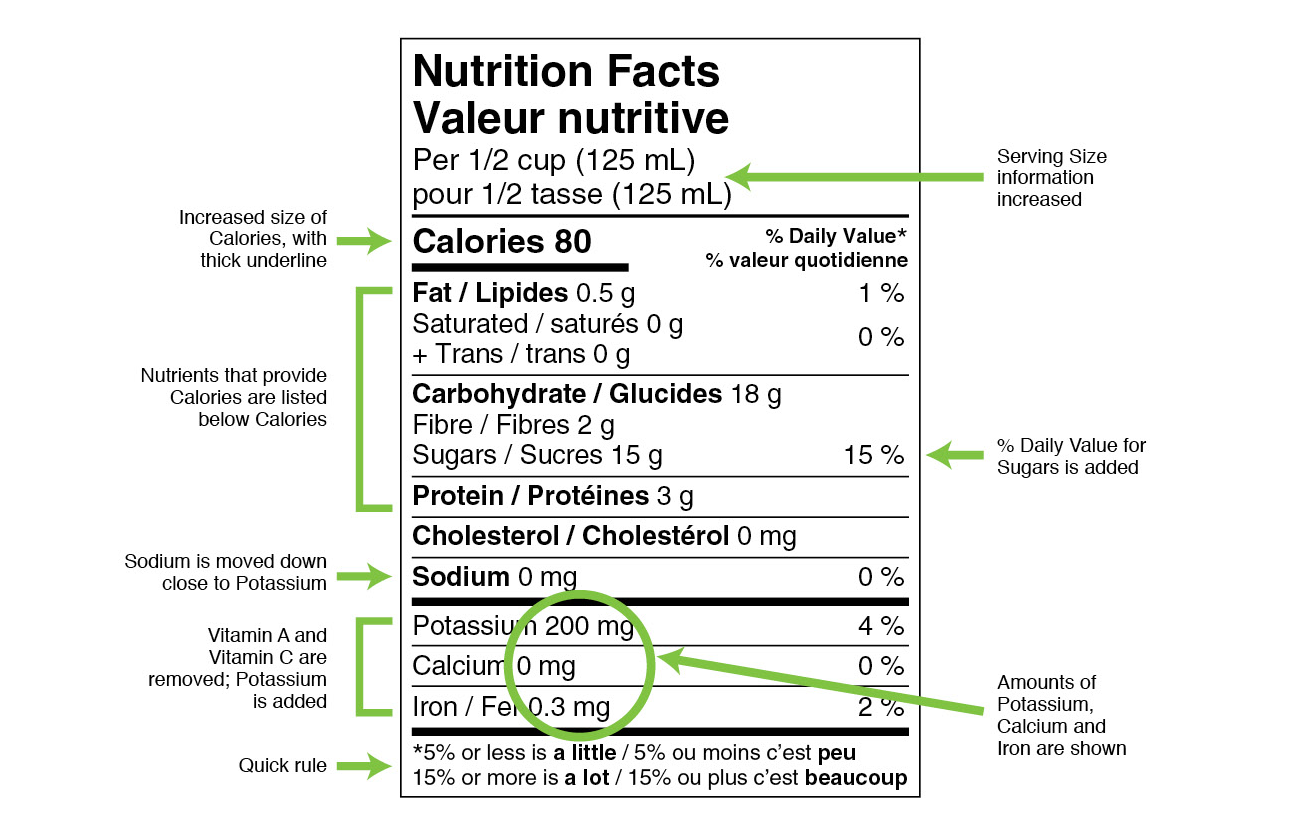 Nutrition Facts
Valeur nutritive
Per 1/2 cup (125 mL)
pour 1/2 tasse (125 mL)
Serving Size
information
increased
Increased size of
Calories, with
thick underline
Calories 80
% Daily Value*
% valeur quotidienne
Fat / Lipides 0.5 g 1 %
Saturated / saturés 0 g
+ Trans / trans 0 g
0 %
Nutrients that provide
Calories are listed
below Calories
Carbohydrate / Glucides 18 g
Fibre / Fibres 2 g
Sugars / Sucres 15 g 15 %
% Daily Value for
Sugars is added
Protein / Protéines 3 g
Cholesterol / Cholestérol 0 mg
Sodium is moved down
close to Potassium
Sodium 0 mg 0 %
Potassium 200 mg 4 %
Calcium 0 mg 0 %
Iron / Fer 0.3 mg 2 %
Vitamin A and
Vitamin C are
removed; Potassium
is added
Amounts of
Potassium,
Calcium and
Iron are shown
Quick rule
*5% or less is a little / 5% ou moins c’est peu
15% or more is a lot / 15% ou plus c’est beaucoup